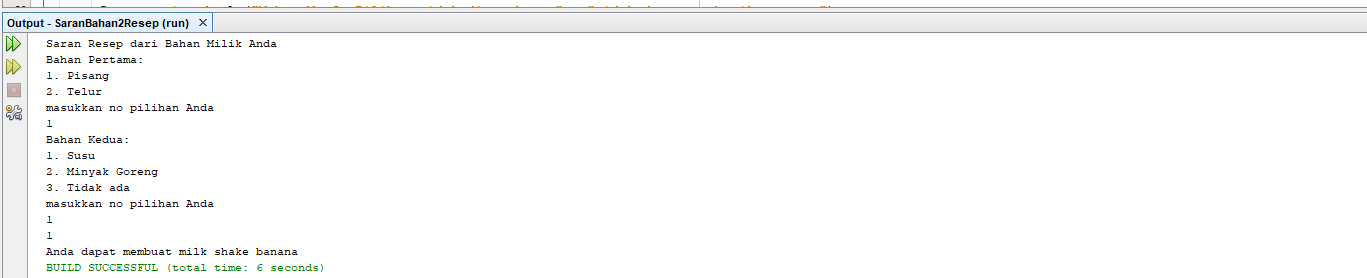 Output - SaranBahan2Resep (run)
Saran Resep dari Bahan Milik Anda
Bahan Pertama:
1. Pisang
2. Telur
masukkan no pilihan Anda
1
Bahan Kedua:
1. Susu
2. Minyak Goreng
3. Tidak ada
masukkan no pilihan Anda
1
1
Anda dapat membuat milk shake banana
BUILD SUCCESSFUL (total time: 6 seconds)